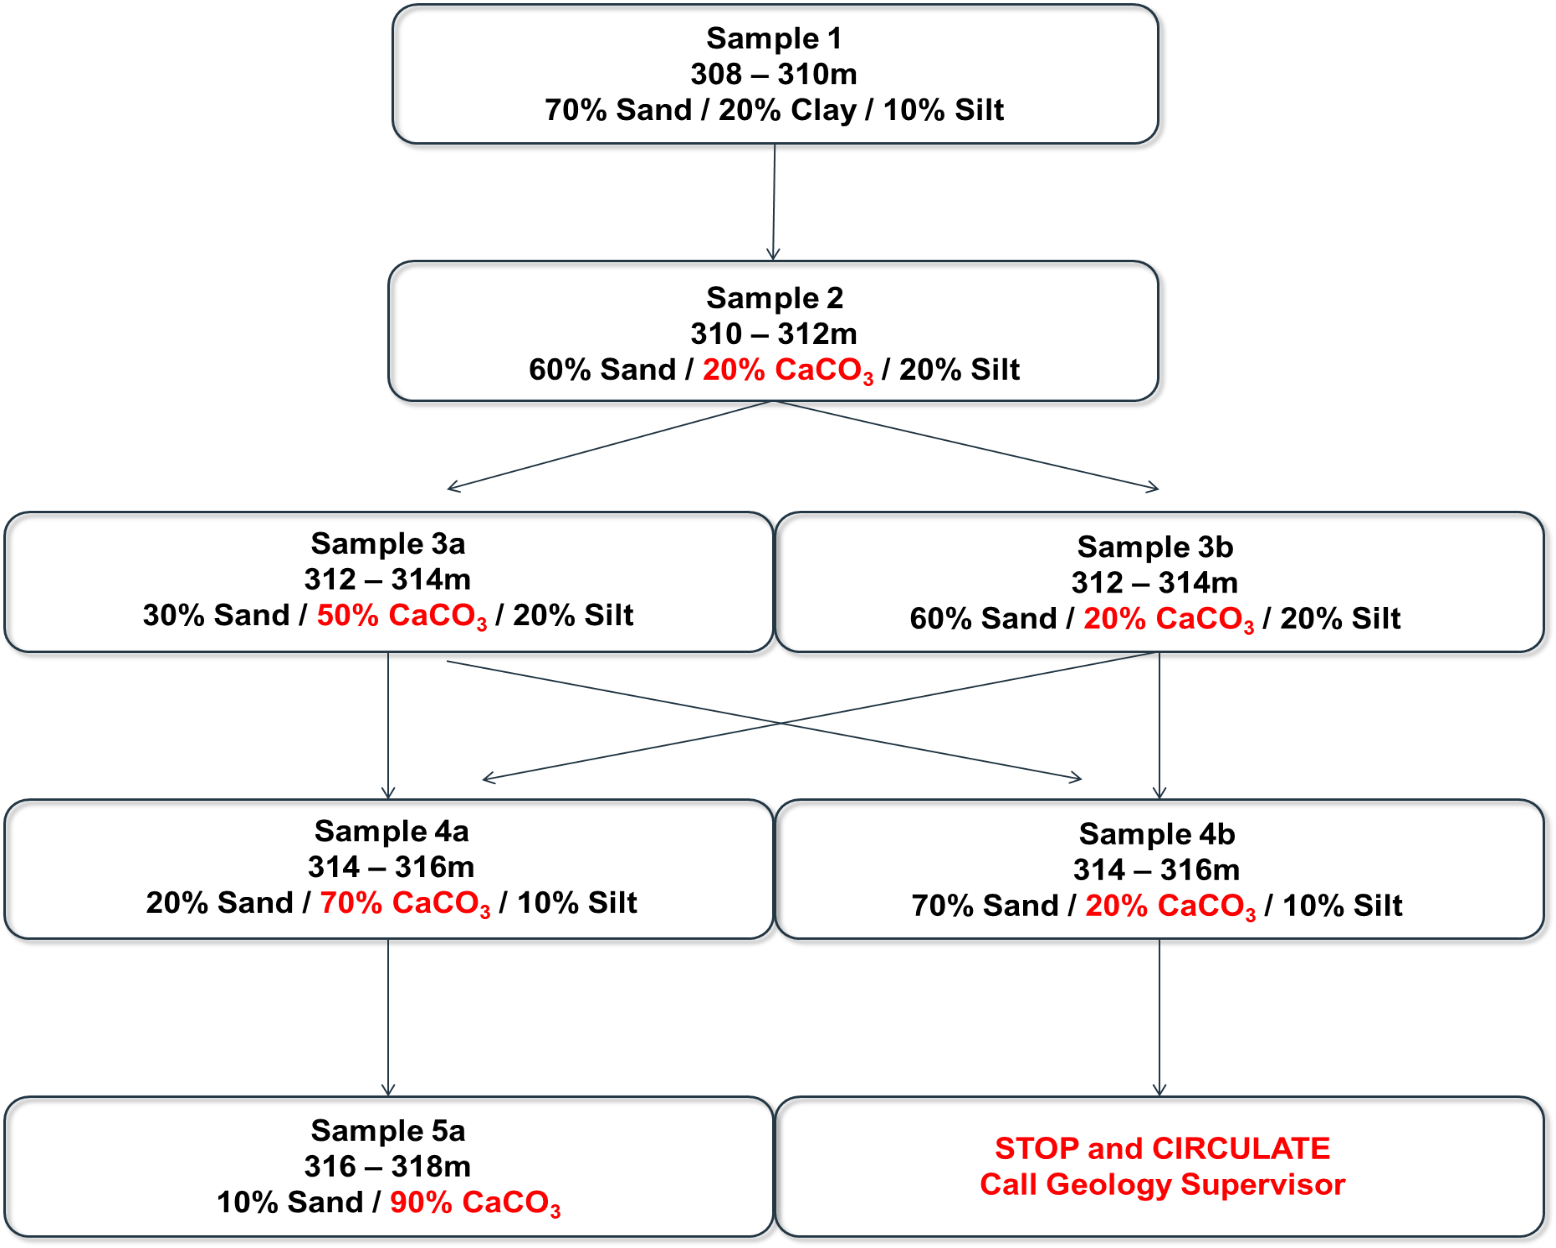 Sample 1
308 – 310m
70% Sand / 20% Clay / 10% Silt
Sample 2
310 – 312m
60% Sand / 20% CaCO₃ / 20% Silt
Sample 3a
312 – 314m
30% Sand / 50% CaCO₃ / 20% Silt
Sample 3b
312 – 314m
60% Sand / 20% CaCO₃ / 20% Silt
Sample 4a
314 – 316m
20% Sand / 70% CaCO₃ / 10% Silt
Sample 4b
314 – 316m
70% Sand / 20% CaCO₃ / 10% Silt
Sample 5a
316 – 318m
10% Sand / 90% CaCO₃
STOP and CIRCULATE
Call Geology Supervisor